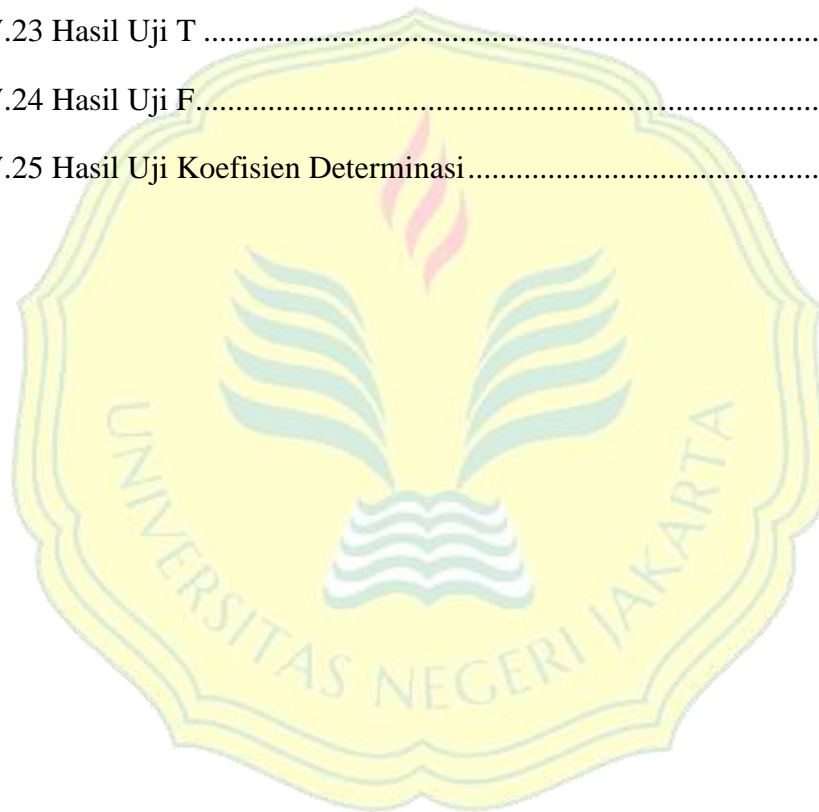 .23 Hasil Uji T ........................................................................................
.24 Hasil Uji F.........................................................................................
.25 Hasil Uji Koefisien Determinasi.................................................
UNIVERSITAS NEGERI JAKARTA